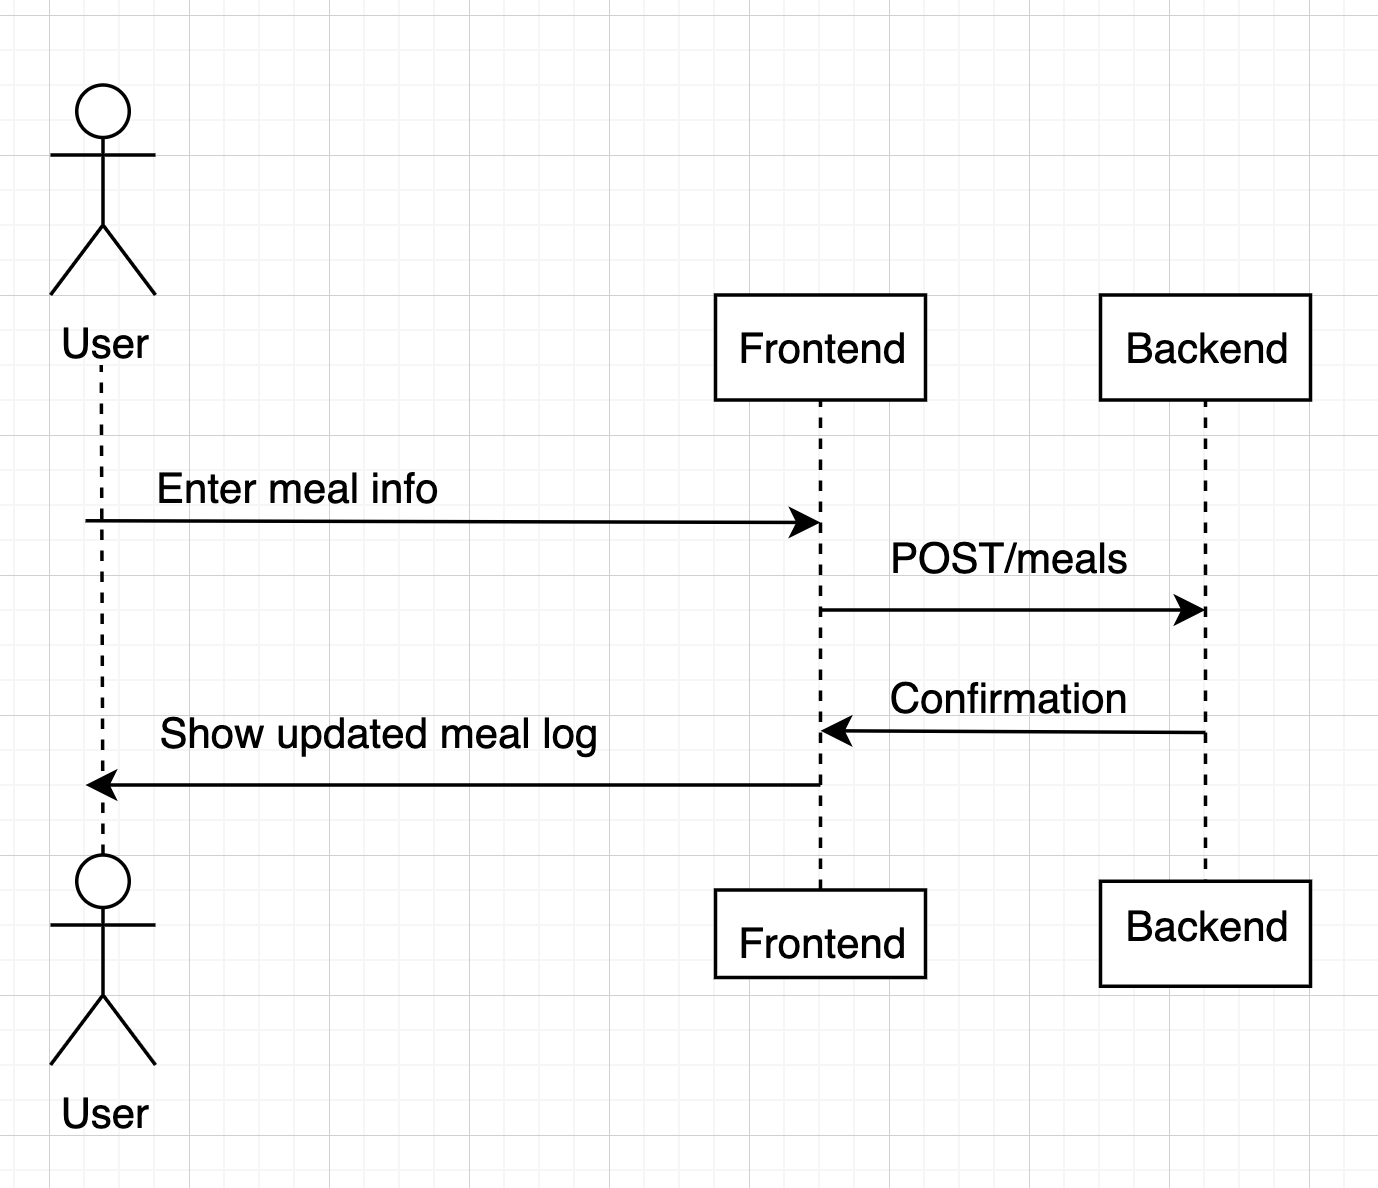 User
Frontend
Backend
Enter meal info
POST/meals
Confirmation
Show updated meal log
Frontend
Backend
User